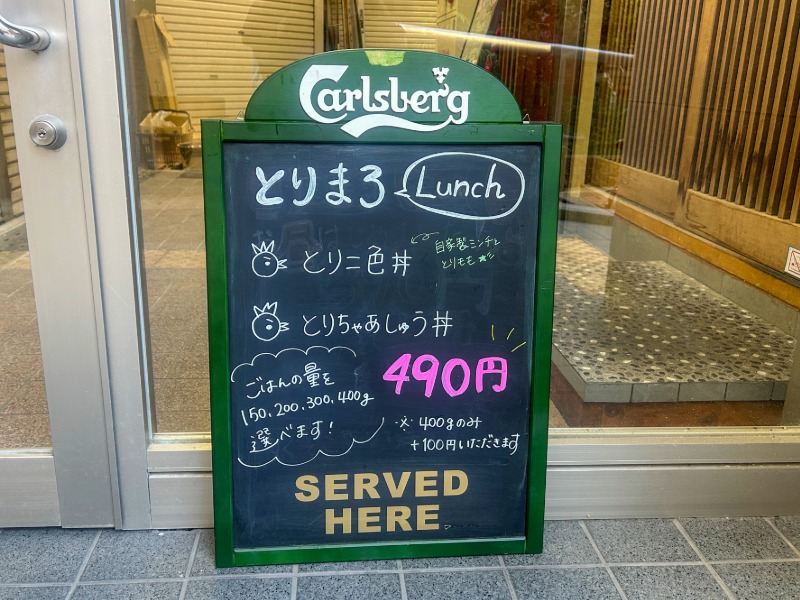 Carlsberg
とりまろ Lunch
とり二色丼
自家製ミンチと
とりもも
とりちゃあしゅう丼
490円
ごはんの量を
150,200,300,400g
選べます!
※400gのみ
+100円いただきます
SERVED
HERE